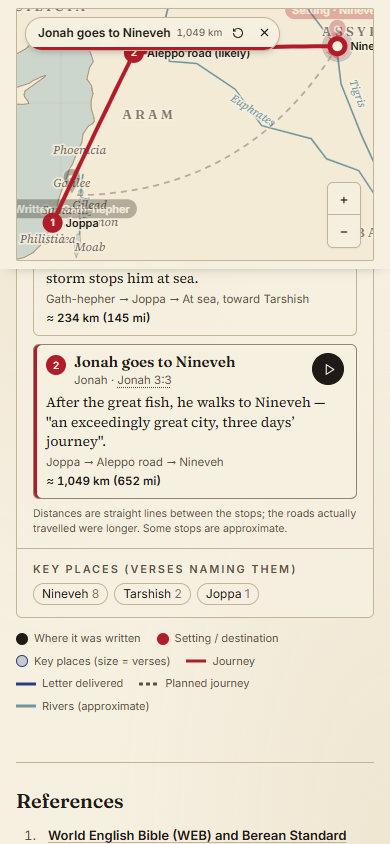 Setting · Nineveh
Jonah goes to Nineveh 1,049 km
ASSYRI
2 Aleppo road (likely)
Nine
ARAM
Euphrates
Tigris
Phoenicia
Galilee
Gilead
1 Joppa
Philistia
Moab
+
−
storm stops him at sea.
Gath-hepher → Joppa → At sea, toward Tarshish
≈ 234 km (145 mi)
2 Jonah goes to Nineveh
Jonah · Jonah 3:3
After the great fish, he walks to Nineveh —
"an exceedingly great city, three days’
journey".
Joppa → Aleppo road → Nineveh
≈ 1,049 km (652 mi)
Distances are straight lines between the stops; the roads actually
travelled were longer. Some stops are approximate.
KEY PLACES (VERSES NAMING THEM)
Nineveh 8 Tarshish 2 Joppa 1
Where it was written Setting / destination
Key places (size = verses) Journey
Letter delivered Planned journey
Rivers (approximate)
References
1. World English Bible (WEB) and Berean Standard